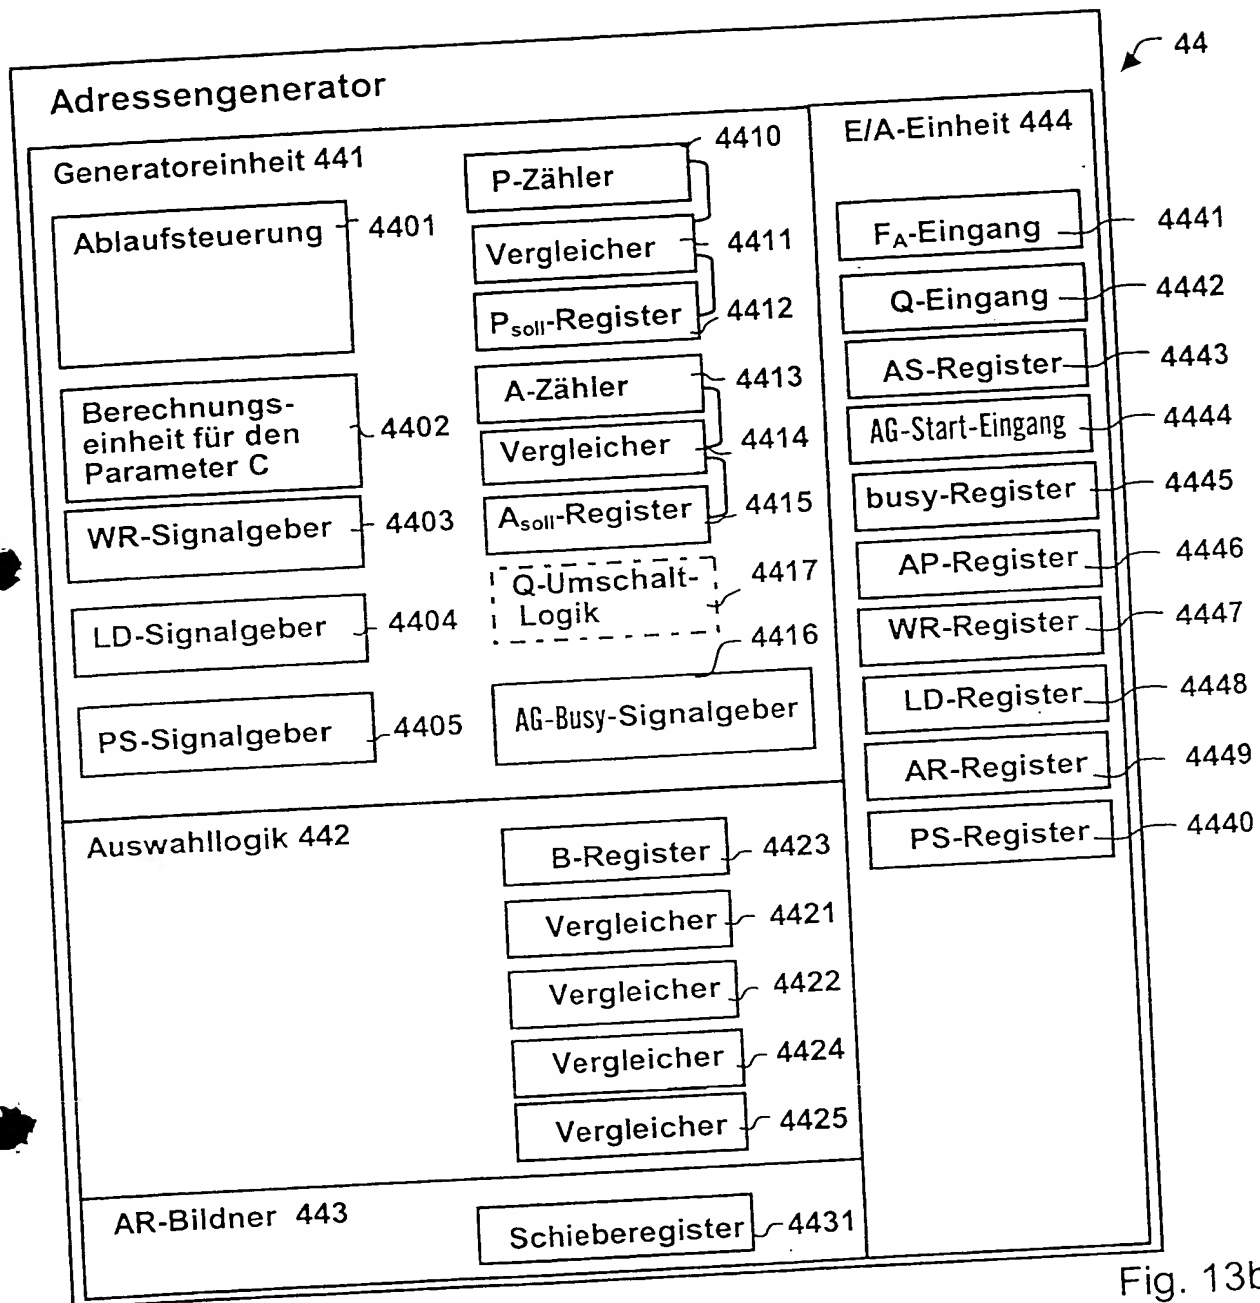 44
Adressengenerator
Generatoreinheit 441
Ablaufsteuerung
4401
Berechnungs-
einheit für den
Parameter C
4402
WR-Signalgeber
4403
LD-Signalgeber
4404
PS-Signalgeber
4405
P-Zähler
4410
Vergleicher
4411
Psoll-Register
4412
A-Zähler
4413
Vergleicher
4414
Asoll-Register
4415
Q-Umschalt-
Logik
4417
4416
AG-Busy-Signalgeber
E/A-Einheit 444
FA-Eingang
4441
Q-Eingang
4442
AS-Register
4443
AG-Start-Eingang
4444
busy-Register
4445
AP-Register
4446
WR-Register
4447
LD-Register
4448
AR-Register
4449
PS-Register
4440
Auswahllogik 442
B-Register
4423
Vergleicher
4421
Vergleicher
4422
Vergleicher
4424
Vergleicher
4425
AR-Bildner 443
Schieberegister
4431
Fig. 13b